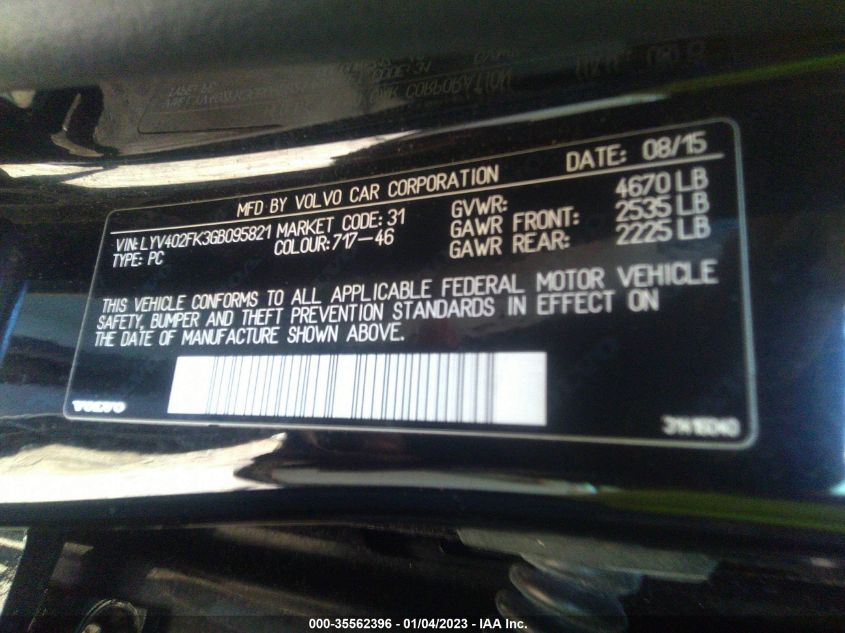 MFD BY VOLVO CAR CORPORATION DATE: 08/15
VIN:LYV402FK3GB095821 MARKET CODE: 31 GVWR: 4670 LB
TYPE: PC COLOUR:717-46 GAWR FRONT: 2535 LB
GAWR REAR: 2225 LB
THIS VEHICLE CONFORMS TO ALL APPLICABLE FEDERAL MOTOR VEHICLE
SAFETY, BUMPER AND THEFT PREVENTION STANDARDS IN EFFECT ON
THE DATE OF MANUFACTURE SHOWN ABOVE.
VOLVO
000-35562396 - 01/04/2023 - IAA Inc.